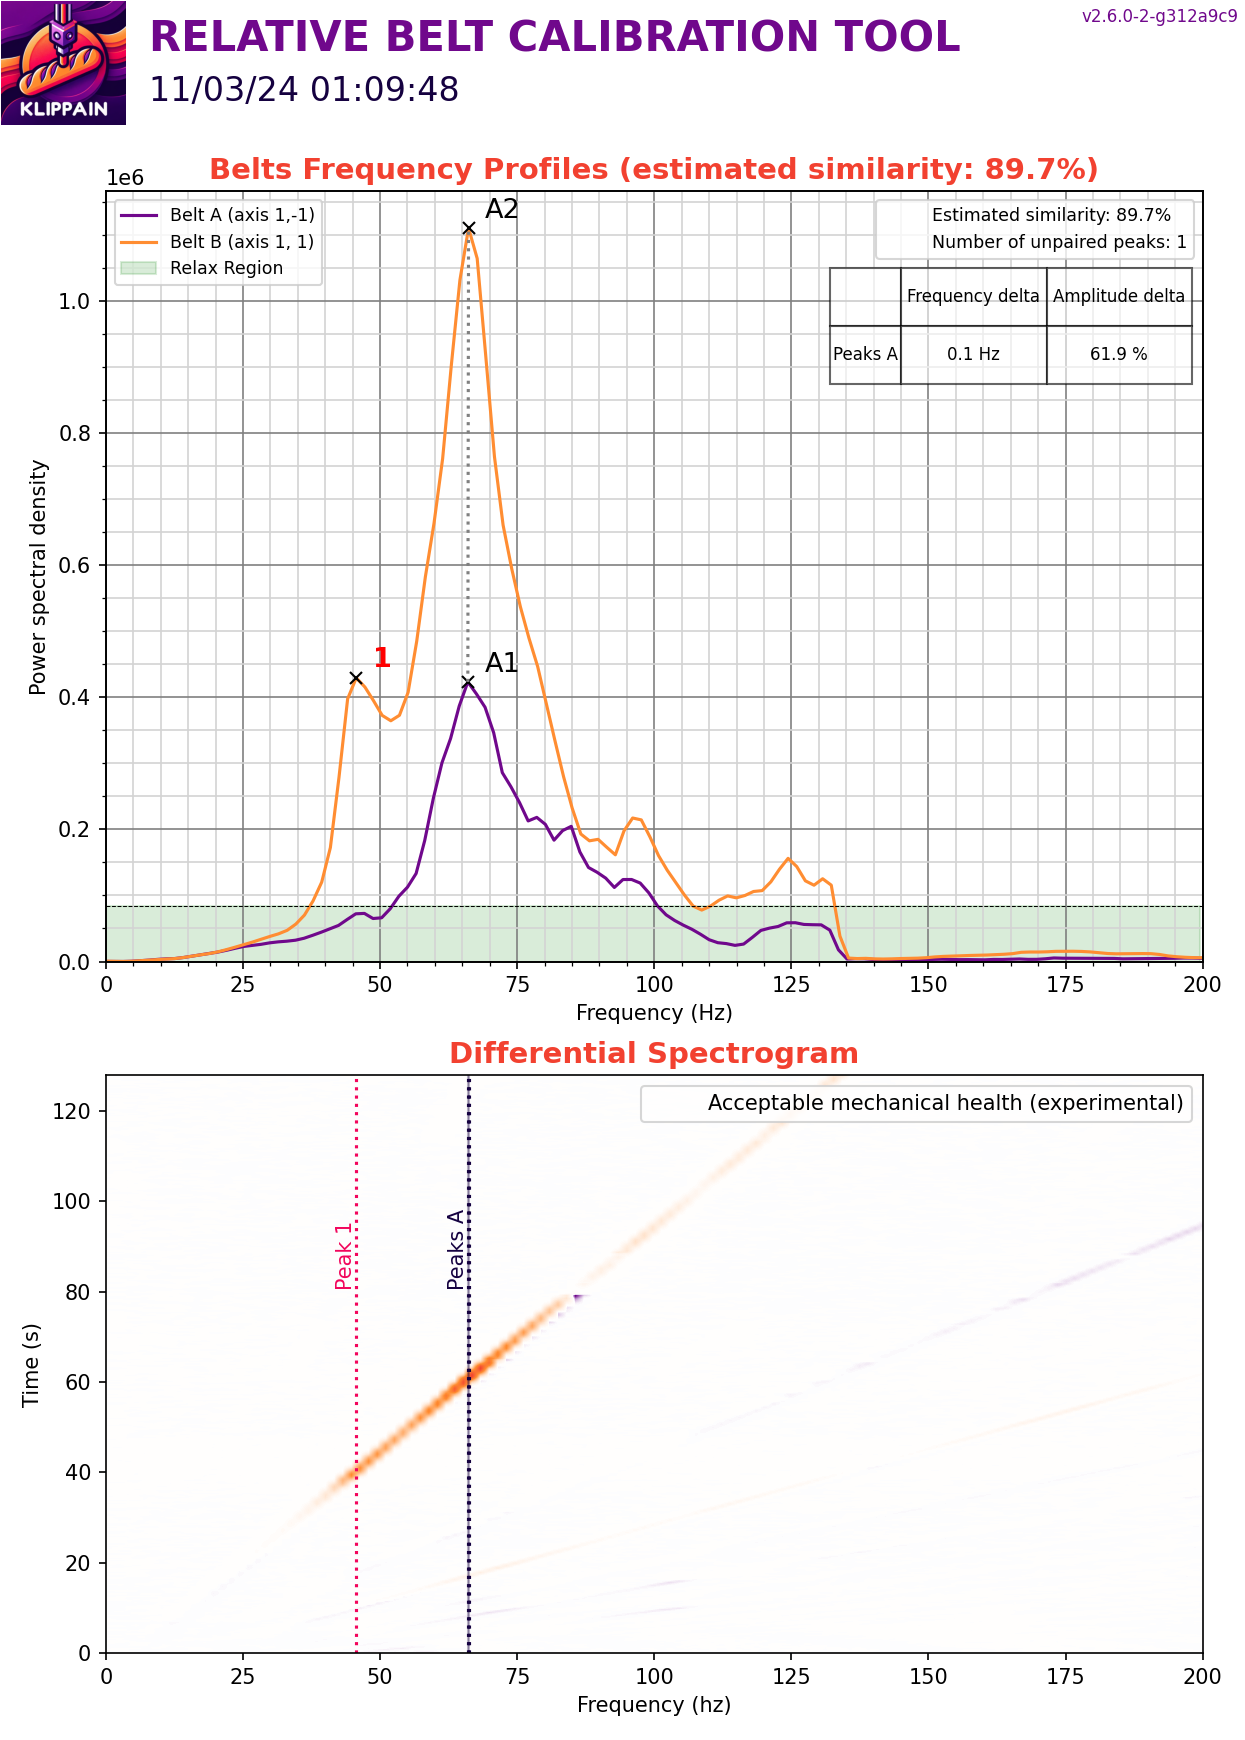 KLIPPAIN
RELATIVE BELT CALIBRATION TOOL
v2.6.0-2-g312a9c9
11/03/24 01:09:48
Belts Frequency Profiles (estimated similarity: 89.7%)
1e6
Belt A (axis 1,-1)
Belt B (axis 1, 1)
Relax Region
A2
Estimated similarity: 89.7%
Number of unpaired peaks: 1
Frequency delta Amplitude delta
Peaks A 0.1 Hz 61.9 %
1
A1
Power spectral density
1.0
0.8
0.6
0.4
0.2
0.0
0 25 50 75 100 125 150 175 200
Frequency (Hz)
Differential Spectrogram
Acceptable mechanical health (experimental)
Peak 1
Peaks A
Time (s)
120
100
80
60
40
20
0
0 25 50 75 100 125 150 175 200
Frequency (hz)